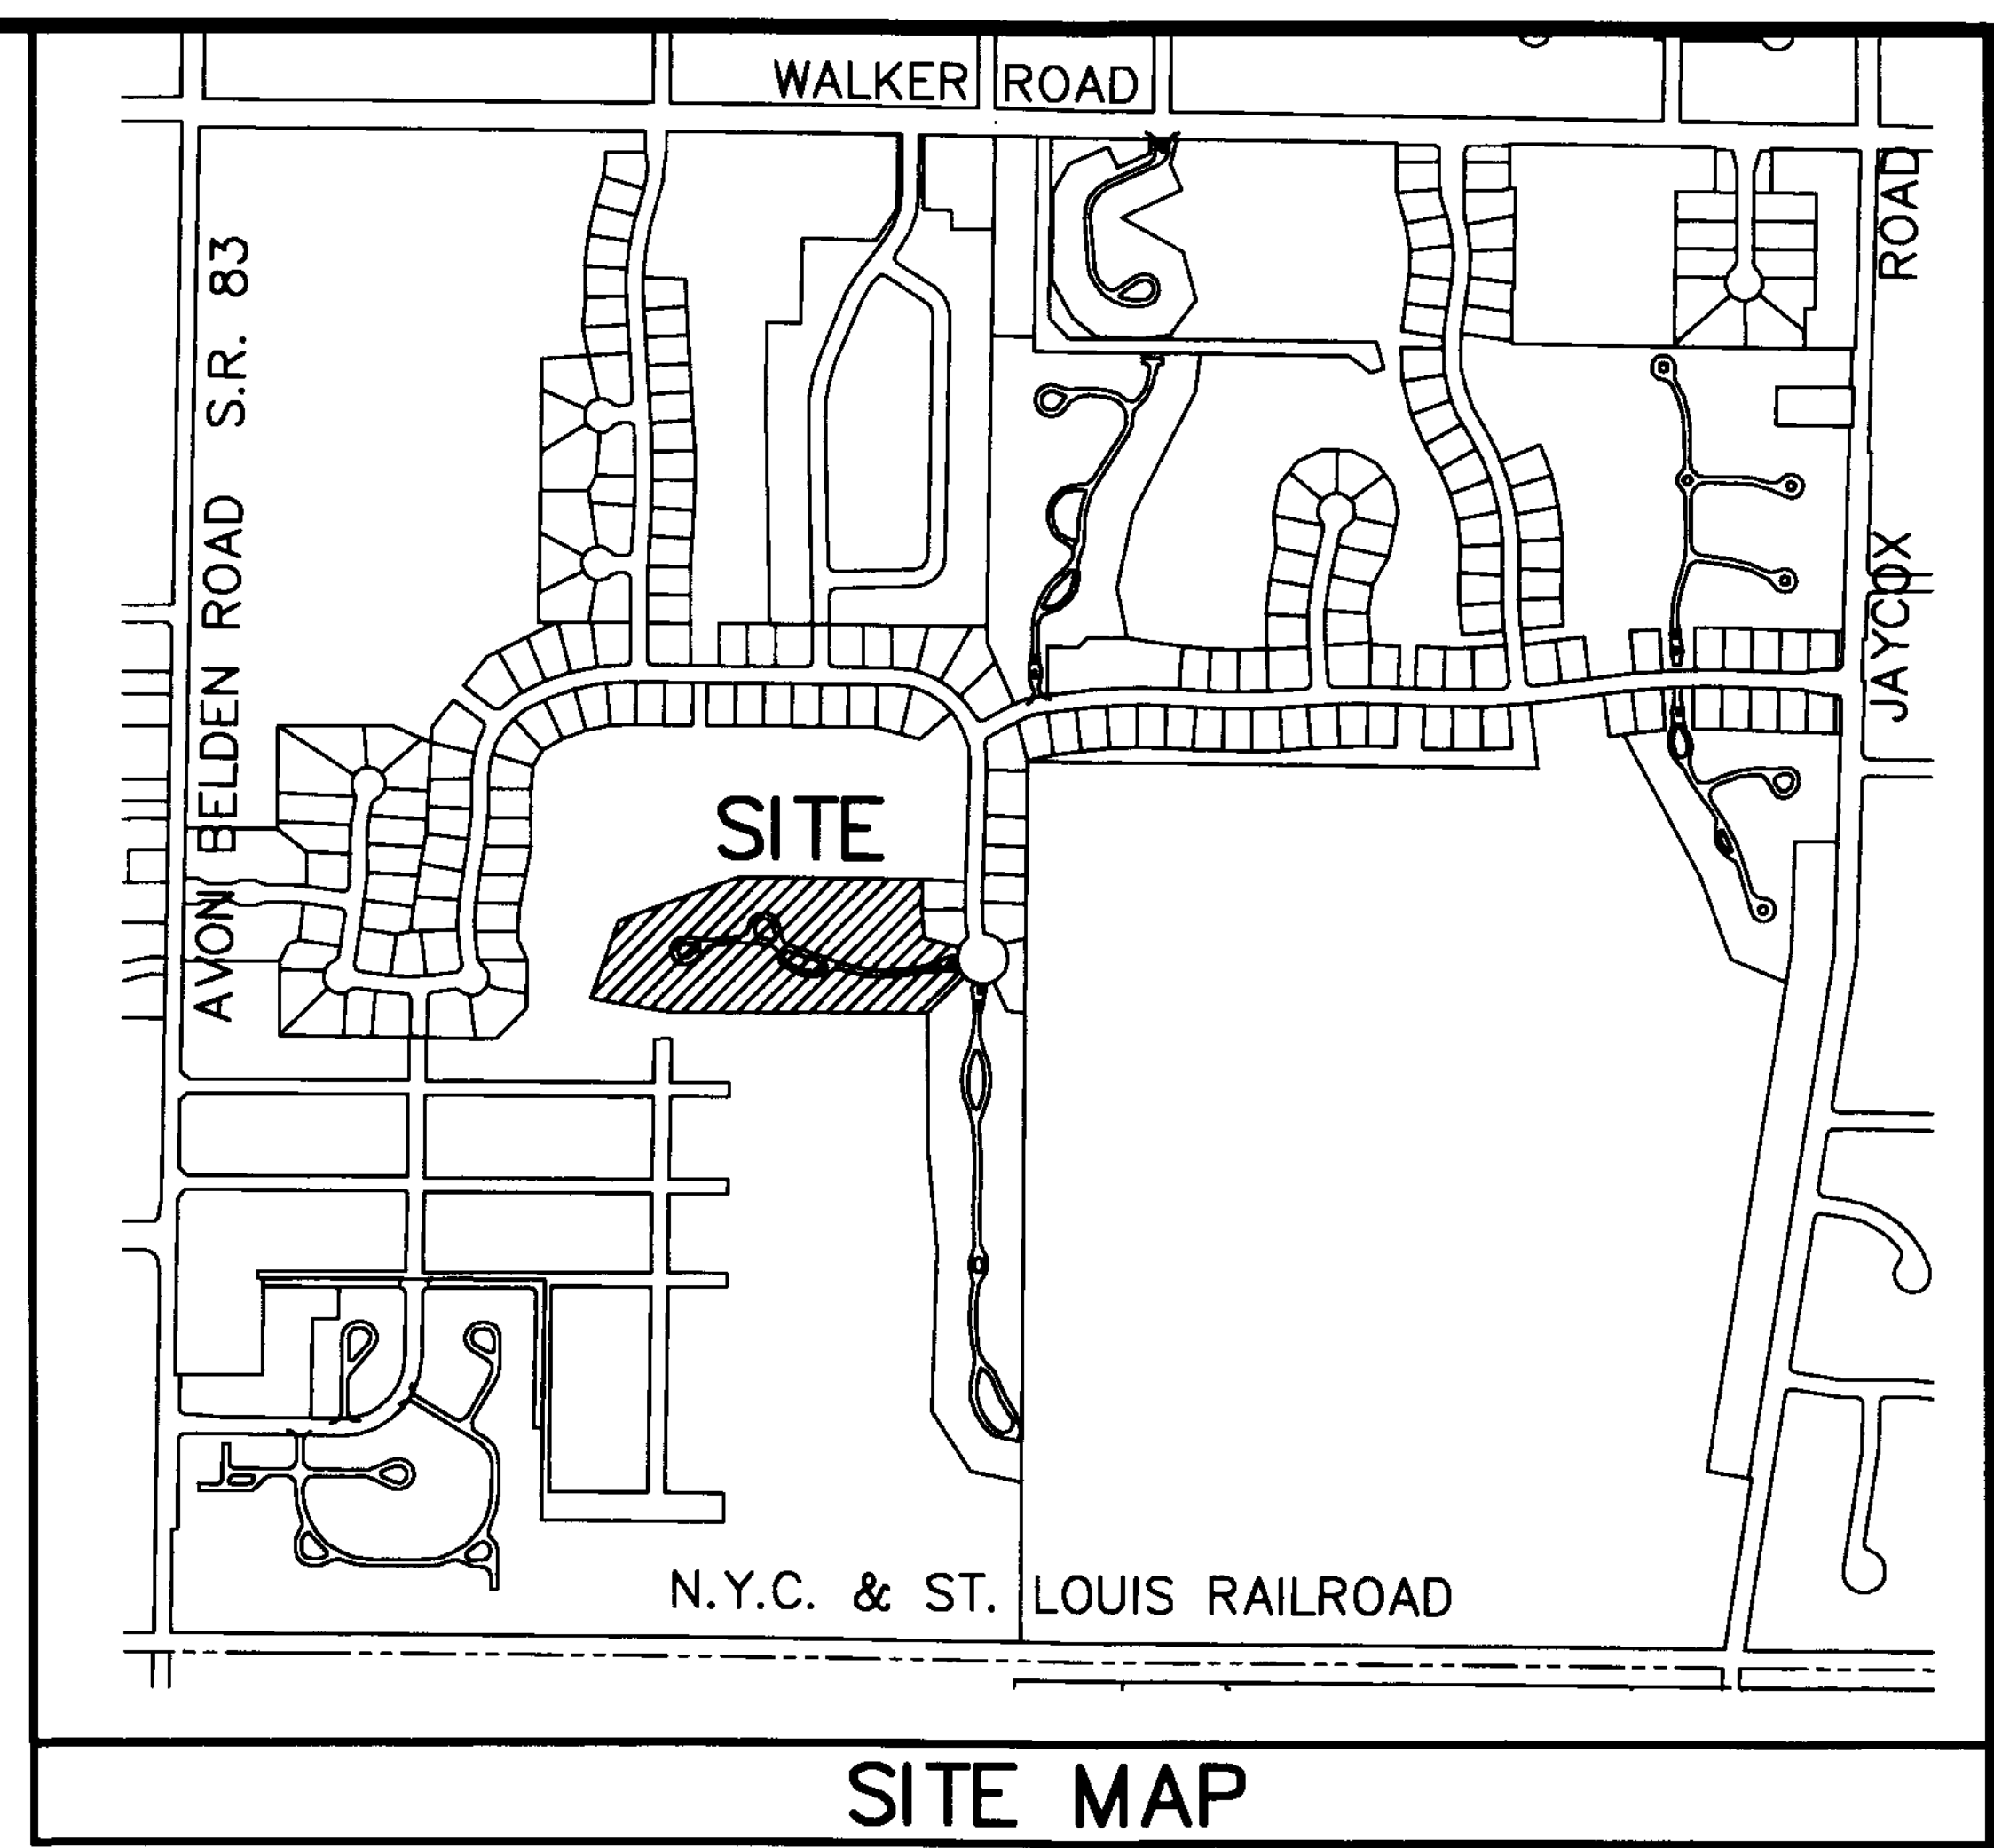 WALKER ROAD
AVON BELDEN ROAD S.R. 83
JAYCOX ROAD
SITE
N.Y.C. & ST. LOUIS RAILROAD
SITE MAP